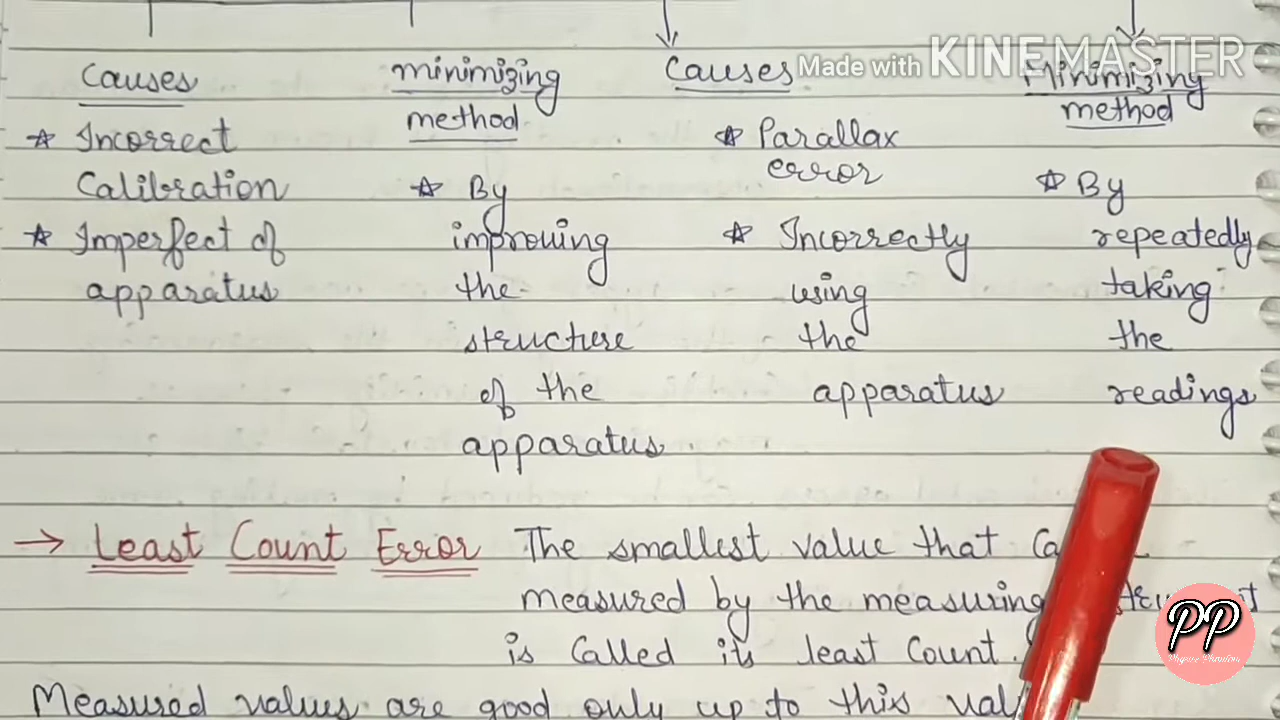 Made with KINEMASTER
Causes
★ Incorrect
Calibration
★ Imperfect of
apparatus
minimizing
method
★ By
improving
the
structure
of the
apparatus
Causes
★ Parallax
error
★ Incorrectly
using
the
apparatus
Minimizing
method
★ By
repeatedly
taking
the
readings
→ Least Count Error The smallest value that
measured by the measuring
is Called its least Count.
Measured values are good only up to this
PP